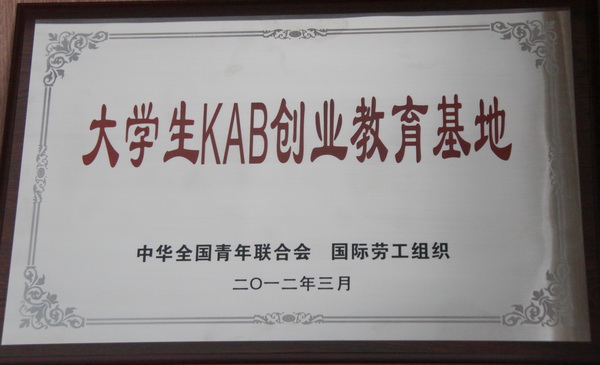 大学生KAB创业教育基地
中华全国青年联合会 国际劳工组织
二〇一二年三月